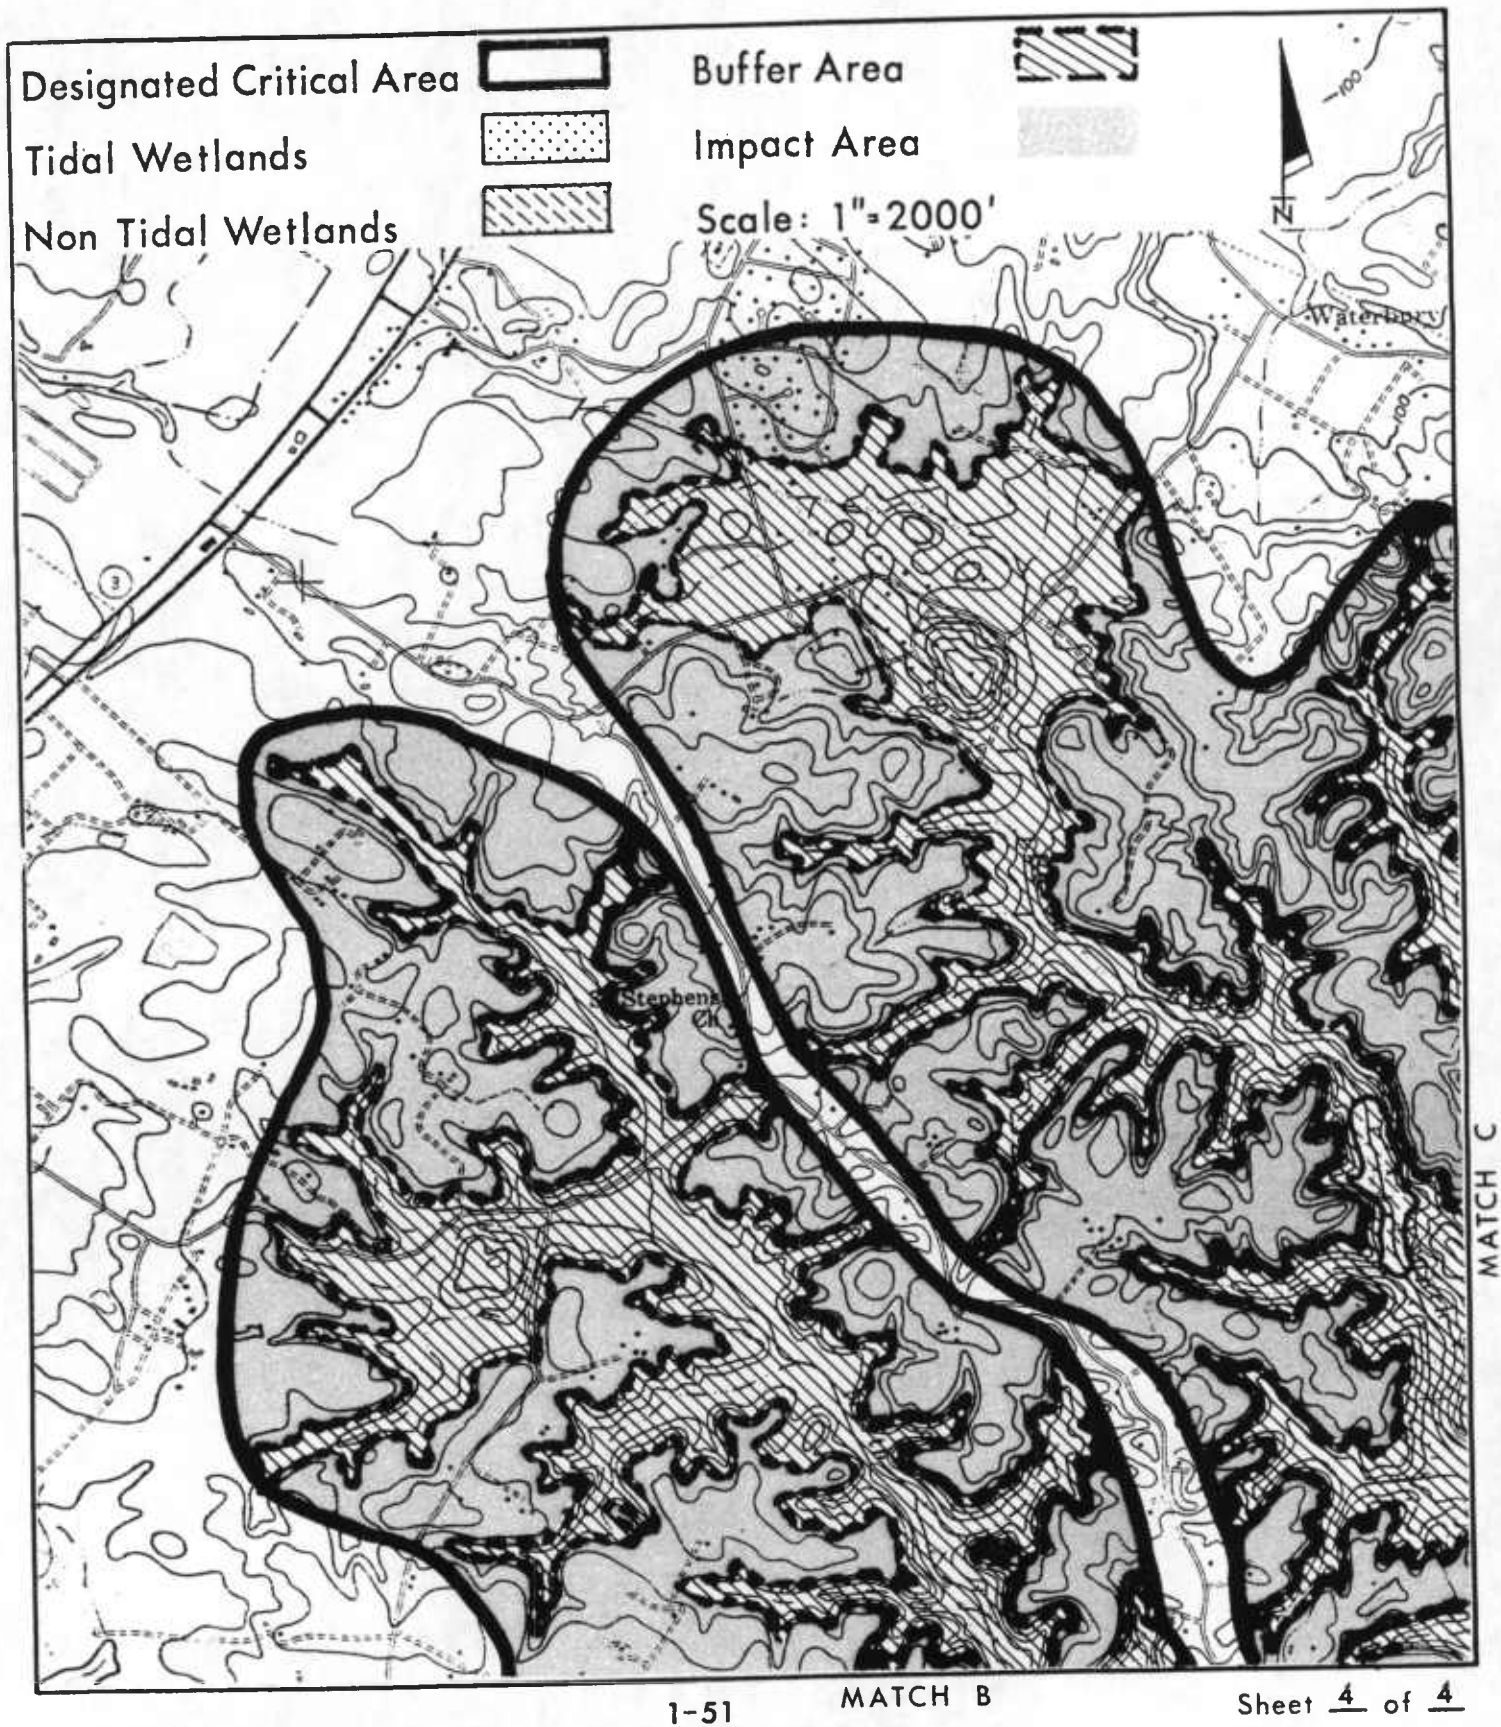 Designated Critical Area
Tidal Wetlands
Non Tidal Wetlands
Buffer Area
Impact Area
Scale: 1"=2000'
N
100
Waterbury
100
3
Stephens
Ch
MATCH C
MATCH B
1-51
Sheet 4 of 4